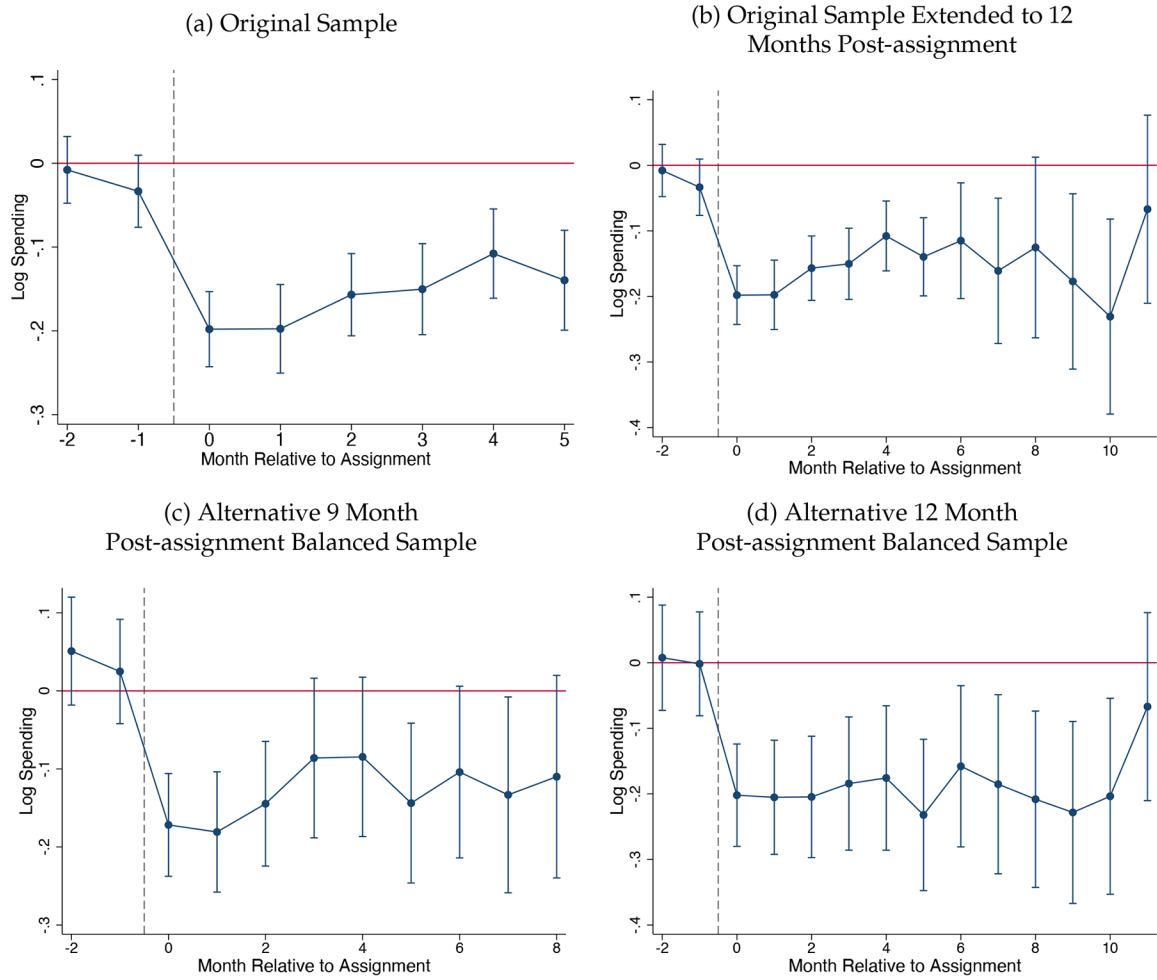 (a) Original Sample
.1
0
-.1
-.2
-.3
Log Spending
-2 -1 0 1 2 3 4 5
Month Relative to Assignment
(b) Original Sample Extended to 12
Months Post-assignment
.1
0
-.1
-.2
-.3
-.4
Log Spending
-2 0 2 4 6 8 10
Month Relative to Assignment
(c) Alternative 9 Month
Post-assignment Balanced Sample
.1
0
-.1
-.2
-.3
Log Spending
-2 0 2 4 6 8
Month Relative to Assignment
(d) Alternative 12 Month
Post-assignment Balanced Sample
.1
0
-.1
-.2
-.3
-.4
Log Spending
-2 0 2 4 6 8 10
Month Relative to Assignment